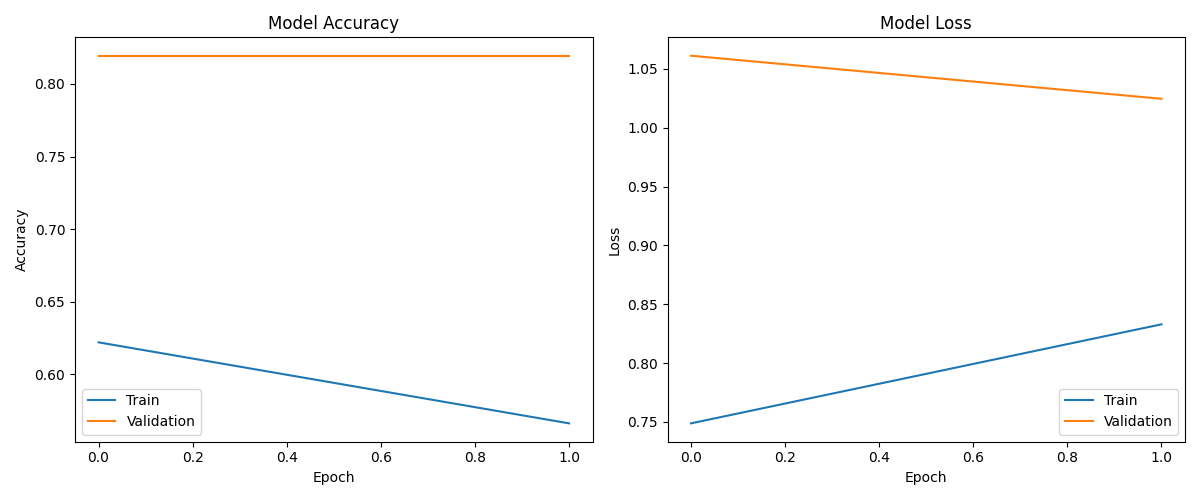 Model Accuracy
Accuracy
0.80
0.75
0.70
0.65
0.60
Train
Validation
0.0 0.2 0.4 0.6 0.8 1.0
Epoch
Model Loss
Loss
1.05
1.00
0.95
0.90
0.85
0.80
0.75
Train
Validation
0.0 0.2 0.4 0.6 0.8 1.0
Epoch